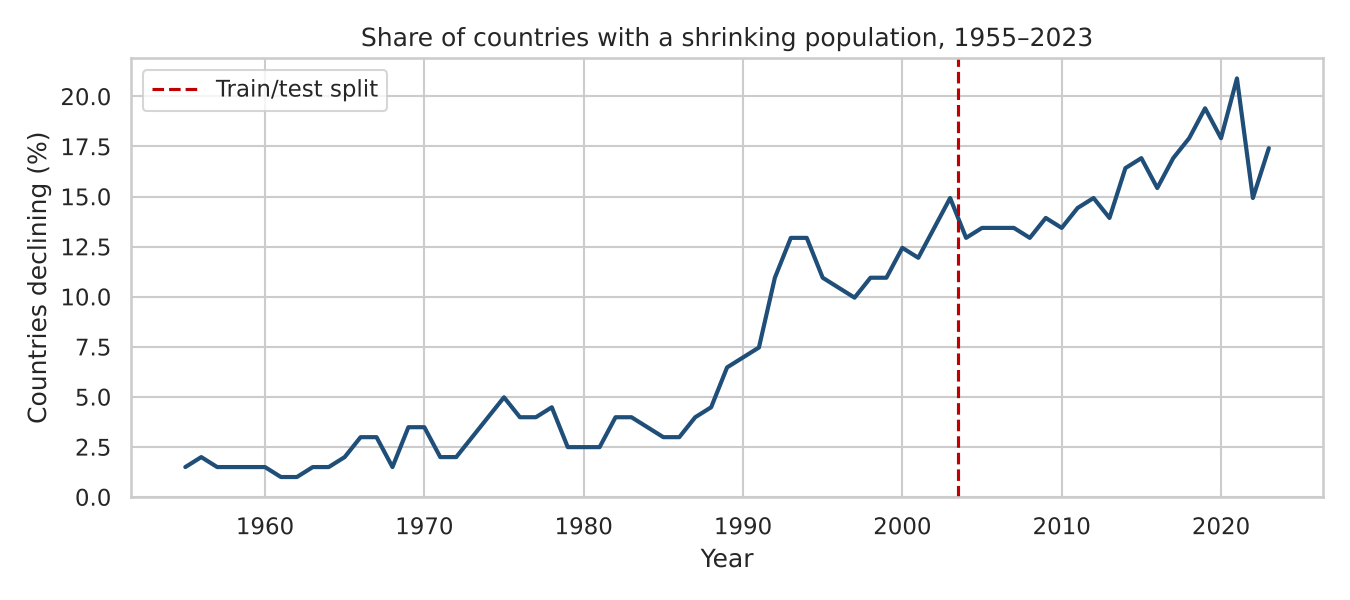 Share of countries with a shrinking population, 1955–2023
Train/test split
Countries declining (%)
20.0
17.5
15.0
12.5
10.0
7.5
5.0
2.5
0.0
1960 1970 1980 1990 2000 2010 2020
Year